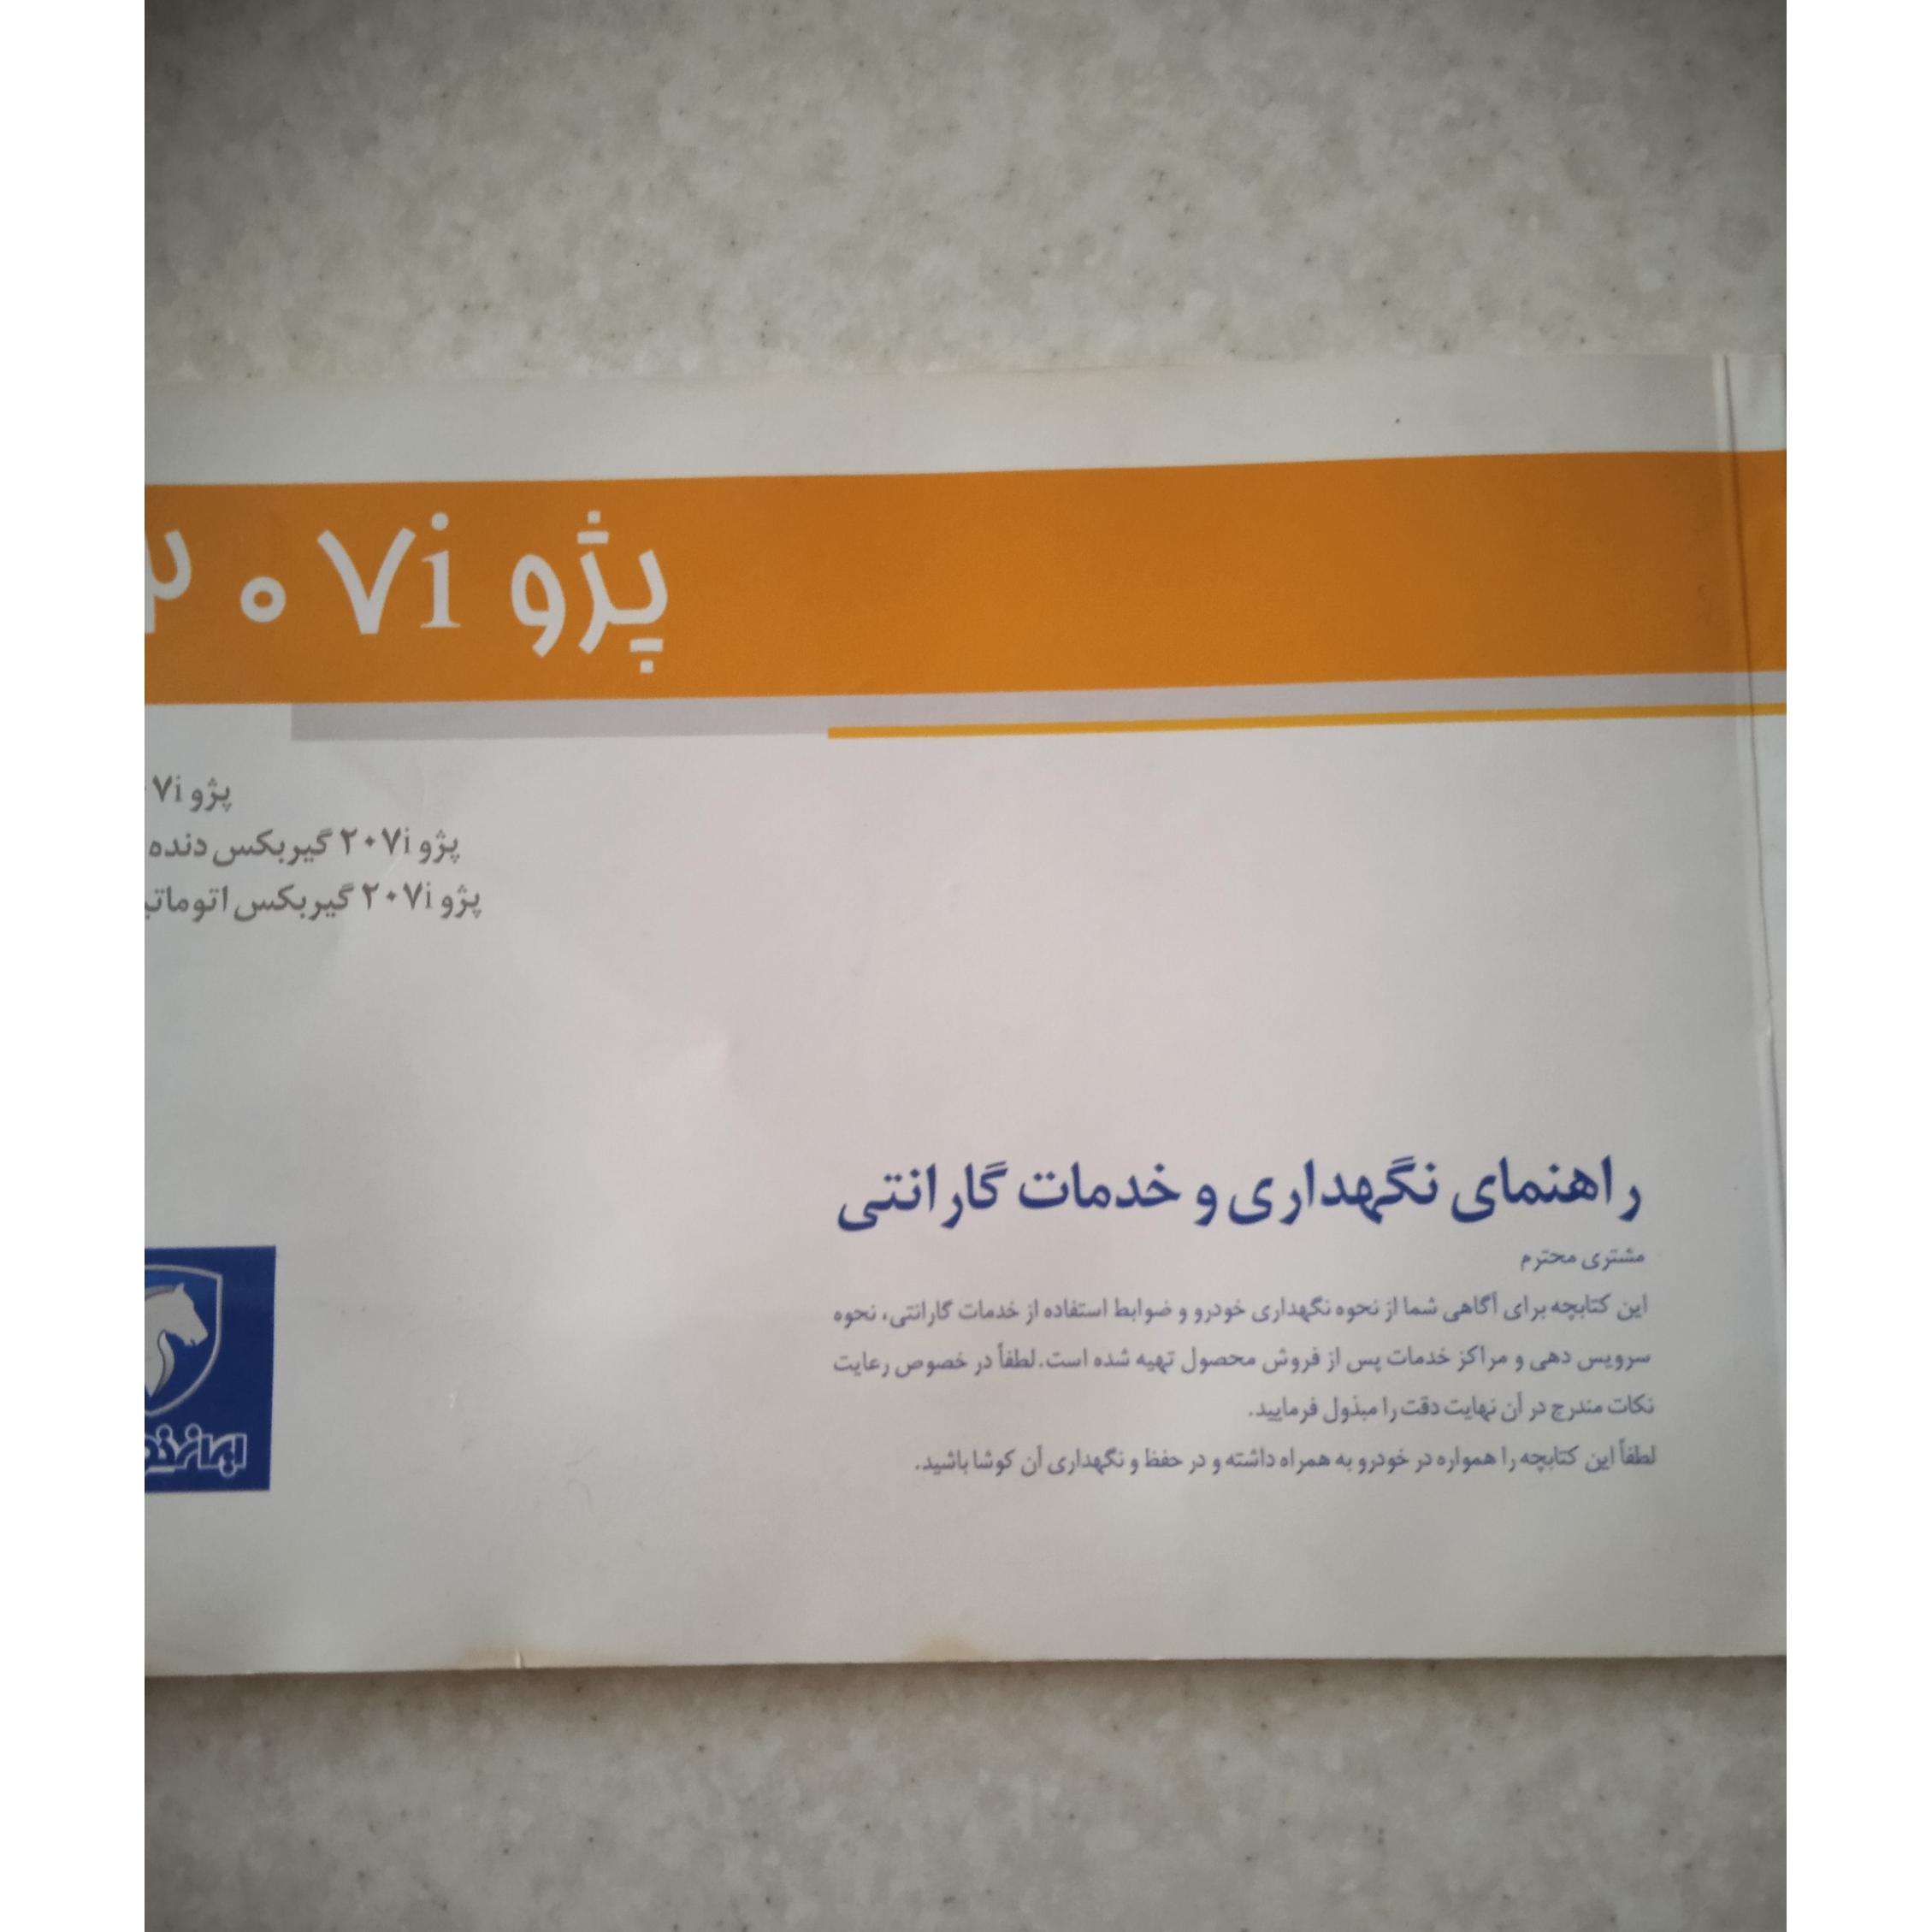 پژو ۲۰۷i
پژو ۷i
پژو ۲۰۷i گیربکس دنده
پژو ۲۰۷i گیربکس
راهنمای نگهداری و خدمات گارانتی
مشتری محترم
این کتابچه برای آگاهی شما از نحوه نگهداری خودرو و ضوابط استفاده از خدمات گارانتی، نحوه
سرویس دهی و مراکز خدمات پس از فروش محصول تهیه شده است. لطفاً در خصوص رعایت
نکات مندرج در آن نهایت دقت را مبذول فرمایید.
لطفاً این کتابچه را همواره در خودرو به همراه داشته و در حفظ و نگهداری آن کوشا باشید.